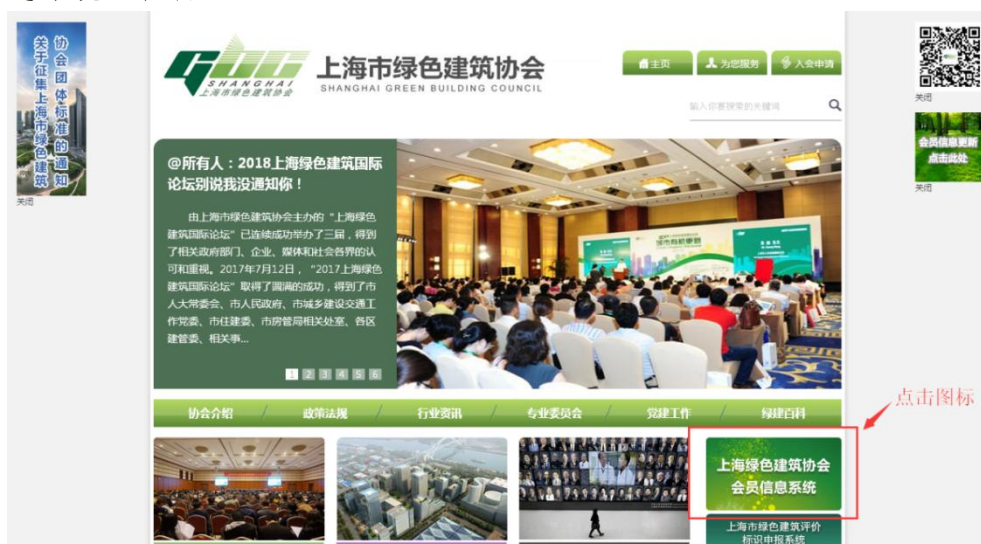 协会团体标准的通知
关于征集上海市绿色建筑
关闭
SHANGHAI
上海市绿色建筑协会
上海市绿色建筑协会
SHANGHAI GREEN BUILDING COUNCIL
主页
为您服务
入会申请
输入你要搜索的关键词
关闭
会员信息更新
点击此处
关闭
@所有人：2018上海绿色建筑国际
论坛别说我没通知你！
由上海市绿色建筑协会主办的“上海绿色
建筑国际论坛”已连续成功举办了三届，得到
了相关政府部门、企业、媒体和社会各界的认
可和重视。2017年7月12日，“2017上海绿色
建筑国际论坛”取得了圆满的成功，得到了市
人大常委会、市人民政府、市城乡建设交通工
作党委、市住建委、市房管局相关处室、各区
建管委、相关事...
1 2 3 4 5 6
城市有机更新
协会介绍 / 政策法规 / 行业资讯 / 专业委员会 / 党建工作 / 绿建百科
点击图标
上海绿色建筑协会
会员信息系统
上海市绿色建筑评价
标识申报系统